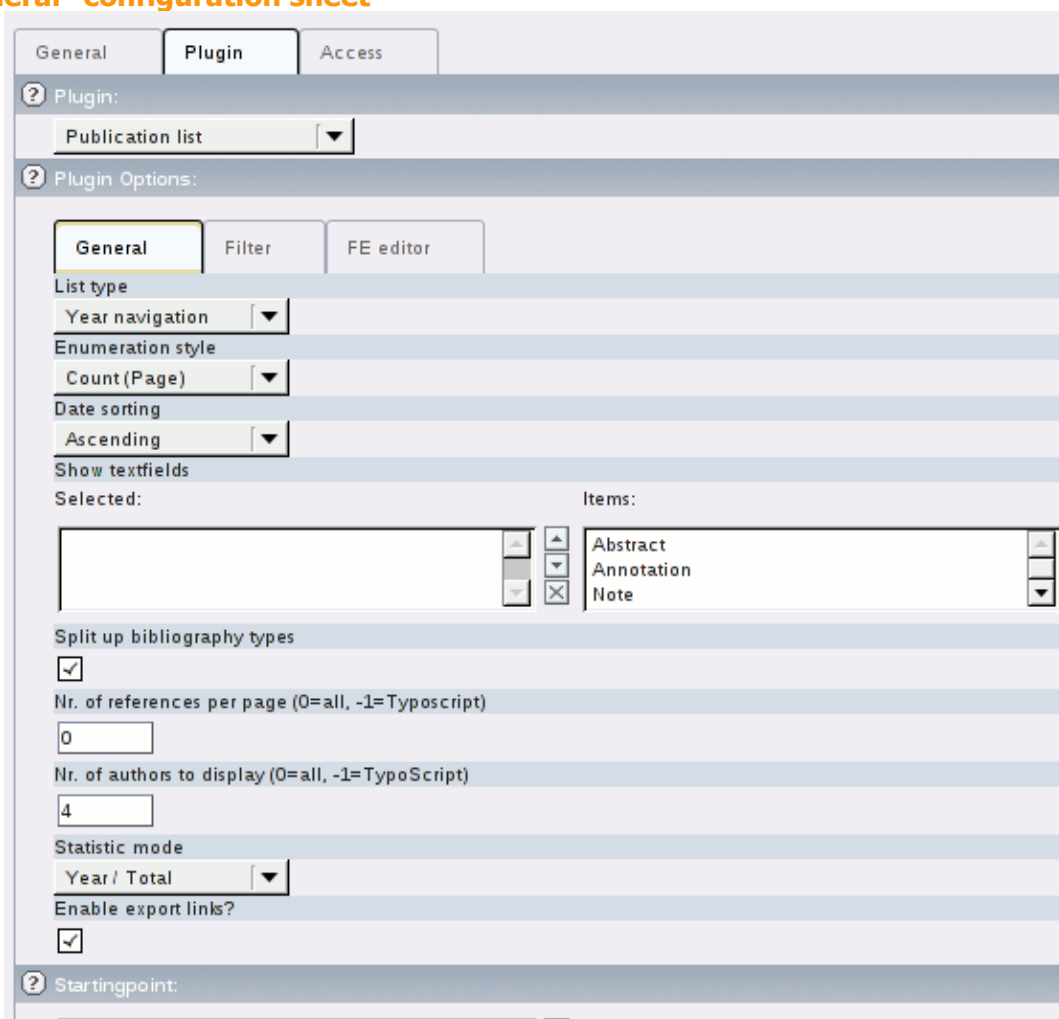 configuration sheet
General Plugin Access
Plugin:
Publication list
Plugin Options:
General Filter FE editor
List type
Year navigation
Enumeration style
Count (Page)
Date sorting
Ascending
Show textfields
Selected: Items:
Abstract
Annotation
Note
Split up bibliography types
Nr. of references per page (0=all, -1=Typoscript)
0
Nr. of authors to display (0=all, -1=TypoScript)
4
Statistic mode
Year / Total
Enable export links?
Startingpoint: